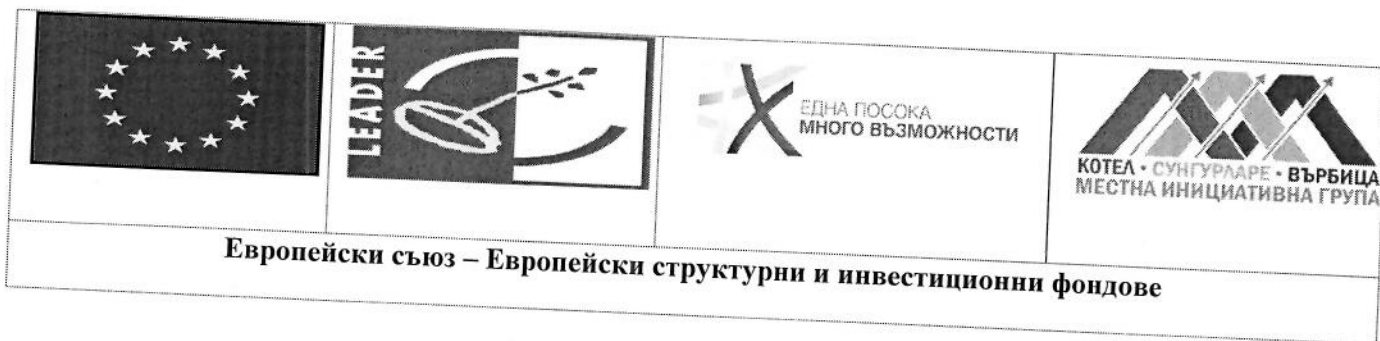 LEADER
ЕДНА ПОСОКА
МНОГО ВЪЗМОЖНОСТИ
КОТЕЛ • СУНГУРЛАРЕ • ВЪРБИЦА
МЕСТНА ИНИЦИАТИВНА ГРУПА
Европейски съюз – Европейски структурни и инвестиционни фондове